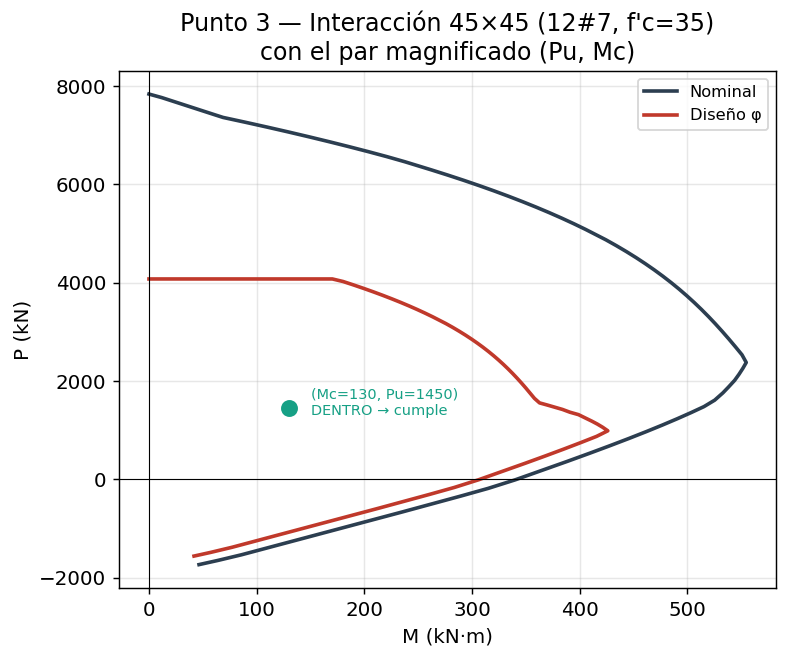 Punto 3 — Interacción 45×45 (12#7, f'c=35)
con el par magnificado (Pu, Mc)
Nominal
Diseño φ
8000
6000
4000
2000
0
−2000
P (kN)
(Mc=130, Pu=1450)
DENTRO → cumple
0
100
200
300
400
500
M (kN·m)